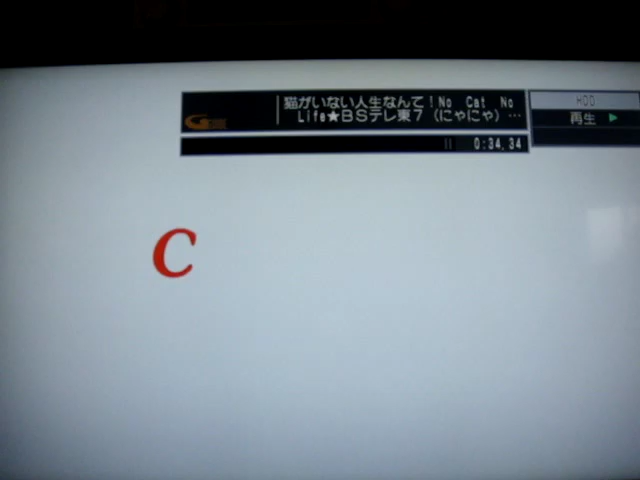 猫がいない人生なんて！No Cat No
Life★BSテレ東7（にゃにゃ）…
HDD
再生
0:34.34
C